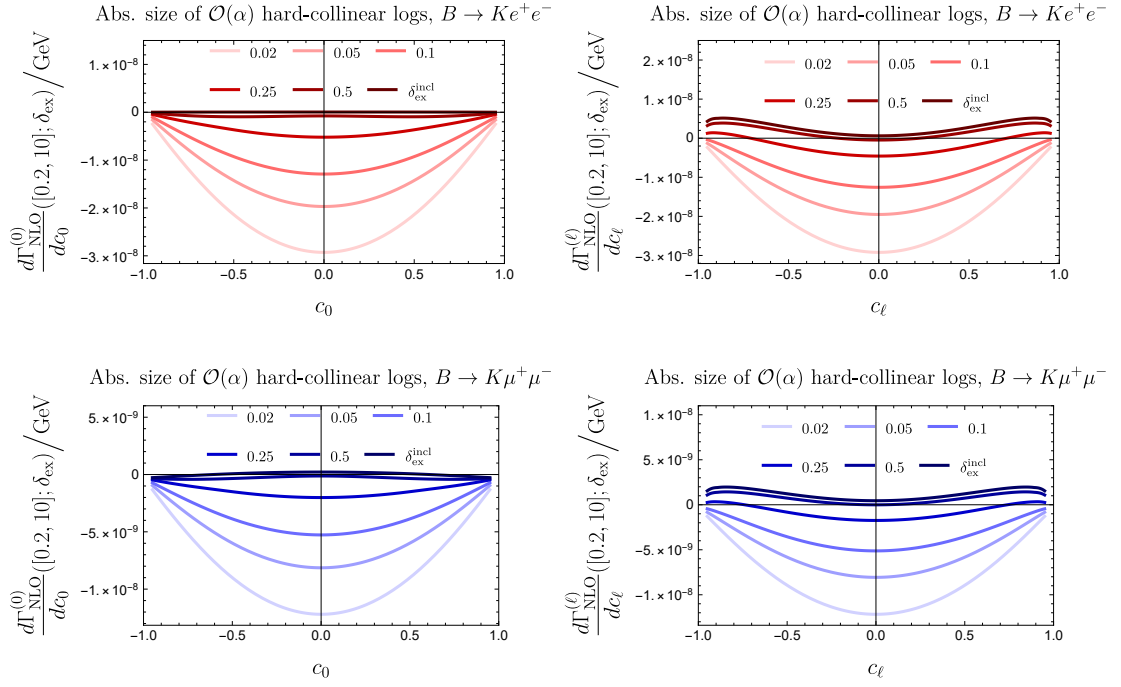 Abs. size of 𝒪(α) hard-collinear logs, B → Ke⁺e⁻
dΓ_NLO^(0)/dc₀ ([0.2, 10]; δ_ex)/GeV
1. × 10⁻⁸
0
-1. × 10⁻⁸
-2. × 10⁻⁸
-3. × 10⁻⁸
0.02 0.05 0.1
0.25 0.5 δ_ex^incl
-1.0 -0.5 0.0 0.5 1.0
c₀
Abs. size of 𝒪(α) hard-collinear logs, B → Ke⁺e⁻
dΓ_NLO^(ℓ)/dc_ℓ ([0.2, 10]; δ_ex)/GeV
2. × 10⁻⁸
1. × 10⁻⁸
0
-1. × 10⁻⁸
-2. × 10⁻⁸
-3. × 10⁻⁸
0.02 0.05 0.1
0.25 0.5 δ_ex^incl
-1.0 -0.5 0.0 0.5 1.0
c_ℓ
Abs. size of 𝒪(α) hard-collinear logs, B → Kμ⁺μ⁻
dΓ_NLO^(0)/dc₀ ([0.2, 10]; δ_ex)/GeV
5. × 10⁻⁹
0
-5. × 10⁻⁹
-1. × 10⁻⁸
0.02 0.05 0.1
0.25 0.5 δ_ex^incl
-1.0 -0.5 0.0 0.5 1.0
c₀
Abs. size of 𝒪(α) hard-collinear logs, B → Kμ⁺μ⁻
dΓ_NLO^(ℓ)/dc_ℓ ([0.2, 10]; δ_ex)/GeV
1. × 10⁻⁸
5. × 10⁻⁹
0
-5. × 10⁻⁹
-1. × 10⁻⁸
0.02 0.05 0.1
0.25 0.5 δ_ex^incl
-1.0 -0.5 0.0 0.5 1.0
c_ℓ